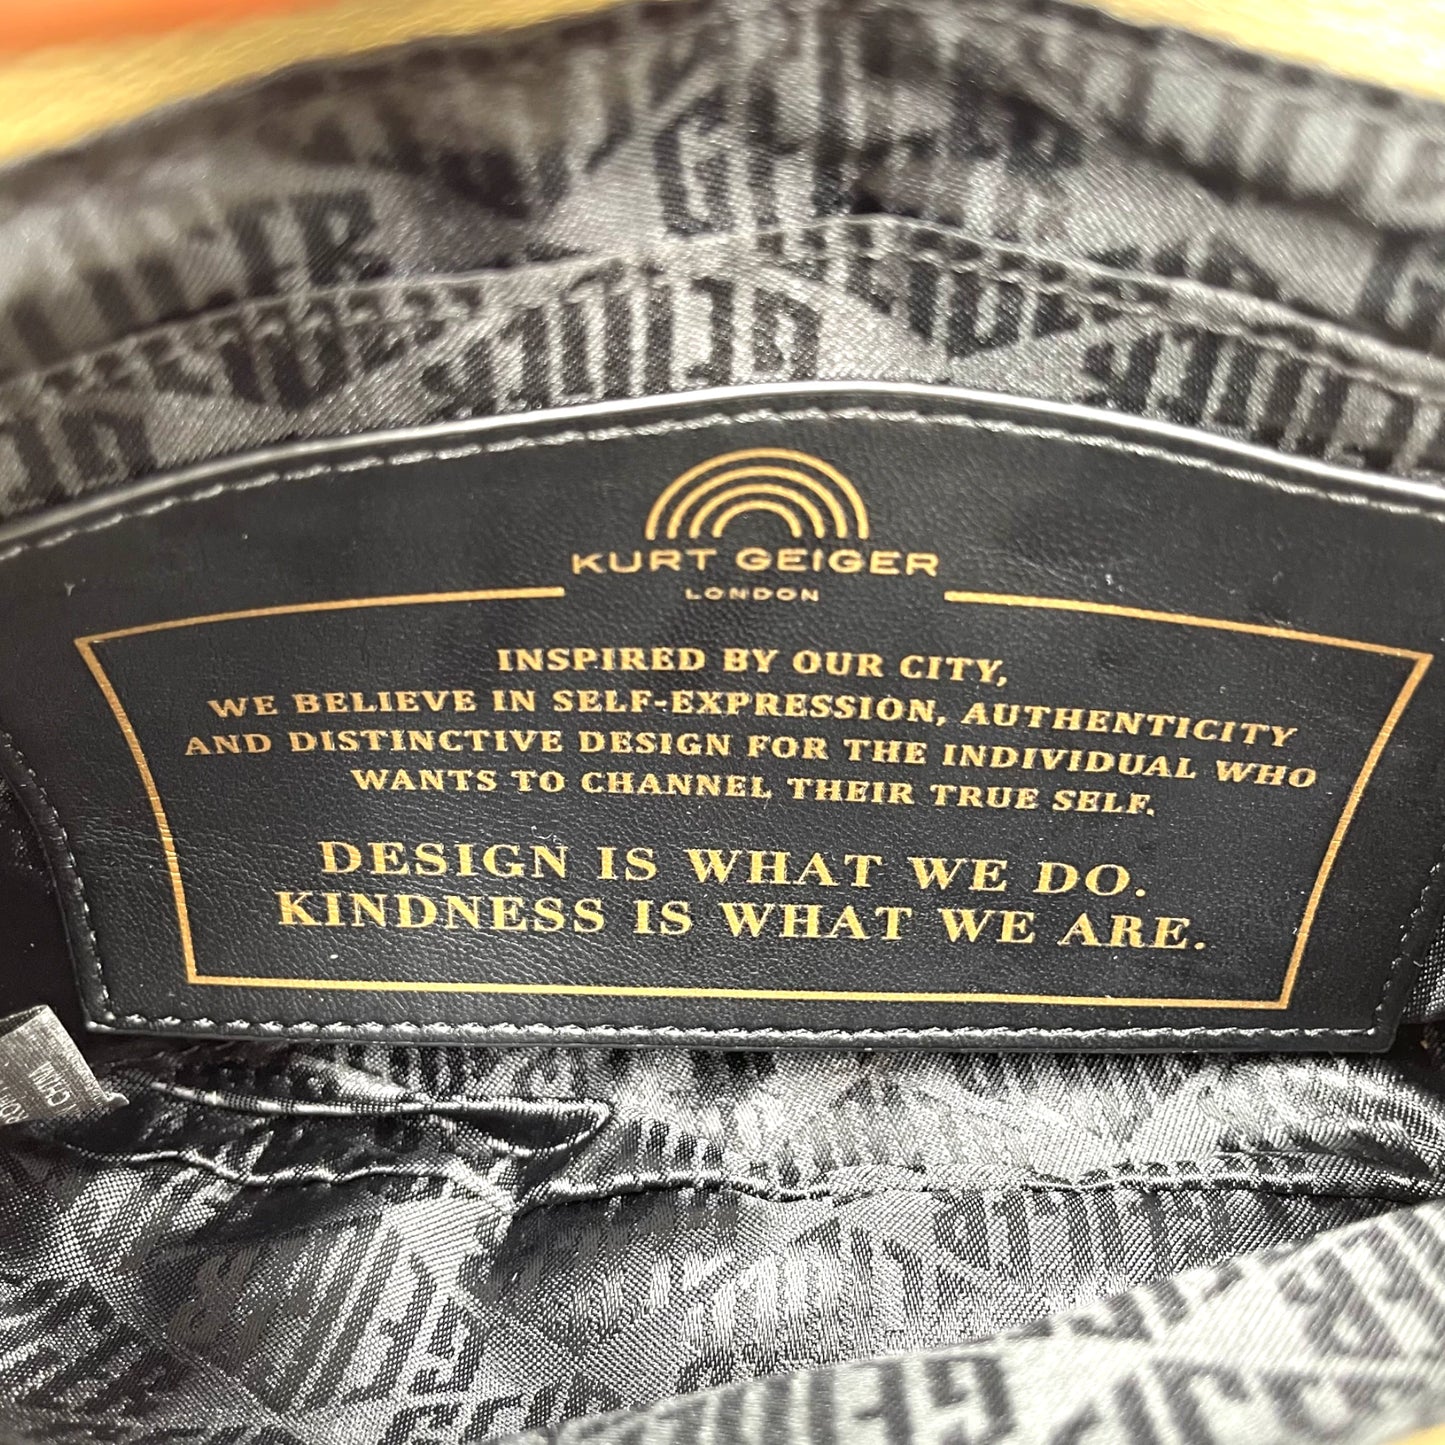 KURT GEIGER
LONDON
INSPIRED BY OUR CITY,
WE BELIEVE IN SELF-EXPRESSION, AUTHENTICITY
AND DISTINCTIVE DESIGN FOR THE INDIVIDUAL WHO
WANTS TO CHANNEL THEIR TRUE SELF.
DESIGN IS WHAT WE DO.
KINDNESS IS WHAT WE ARE.